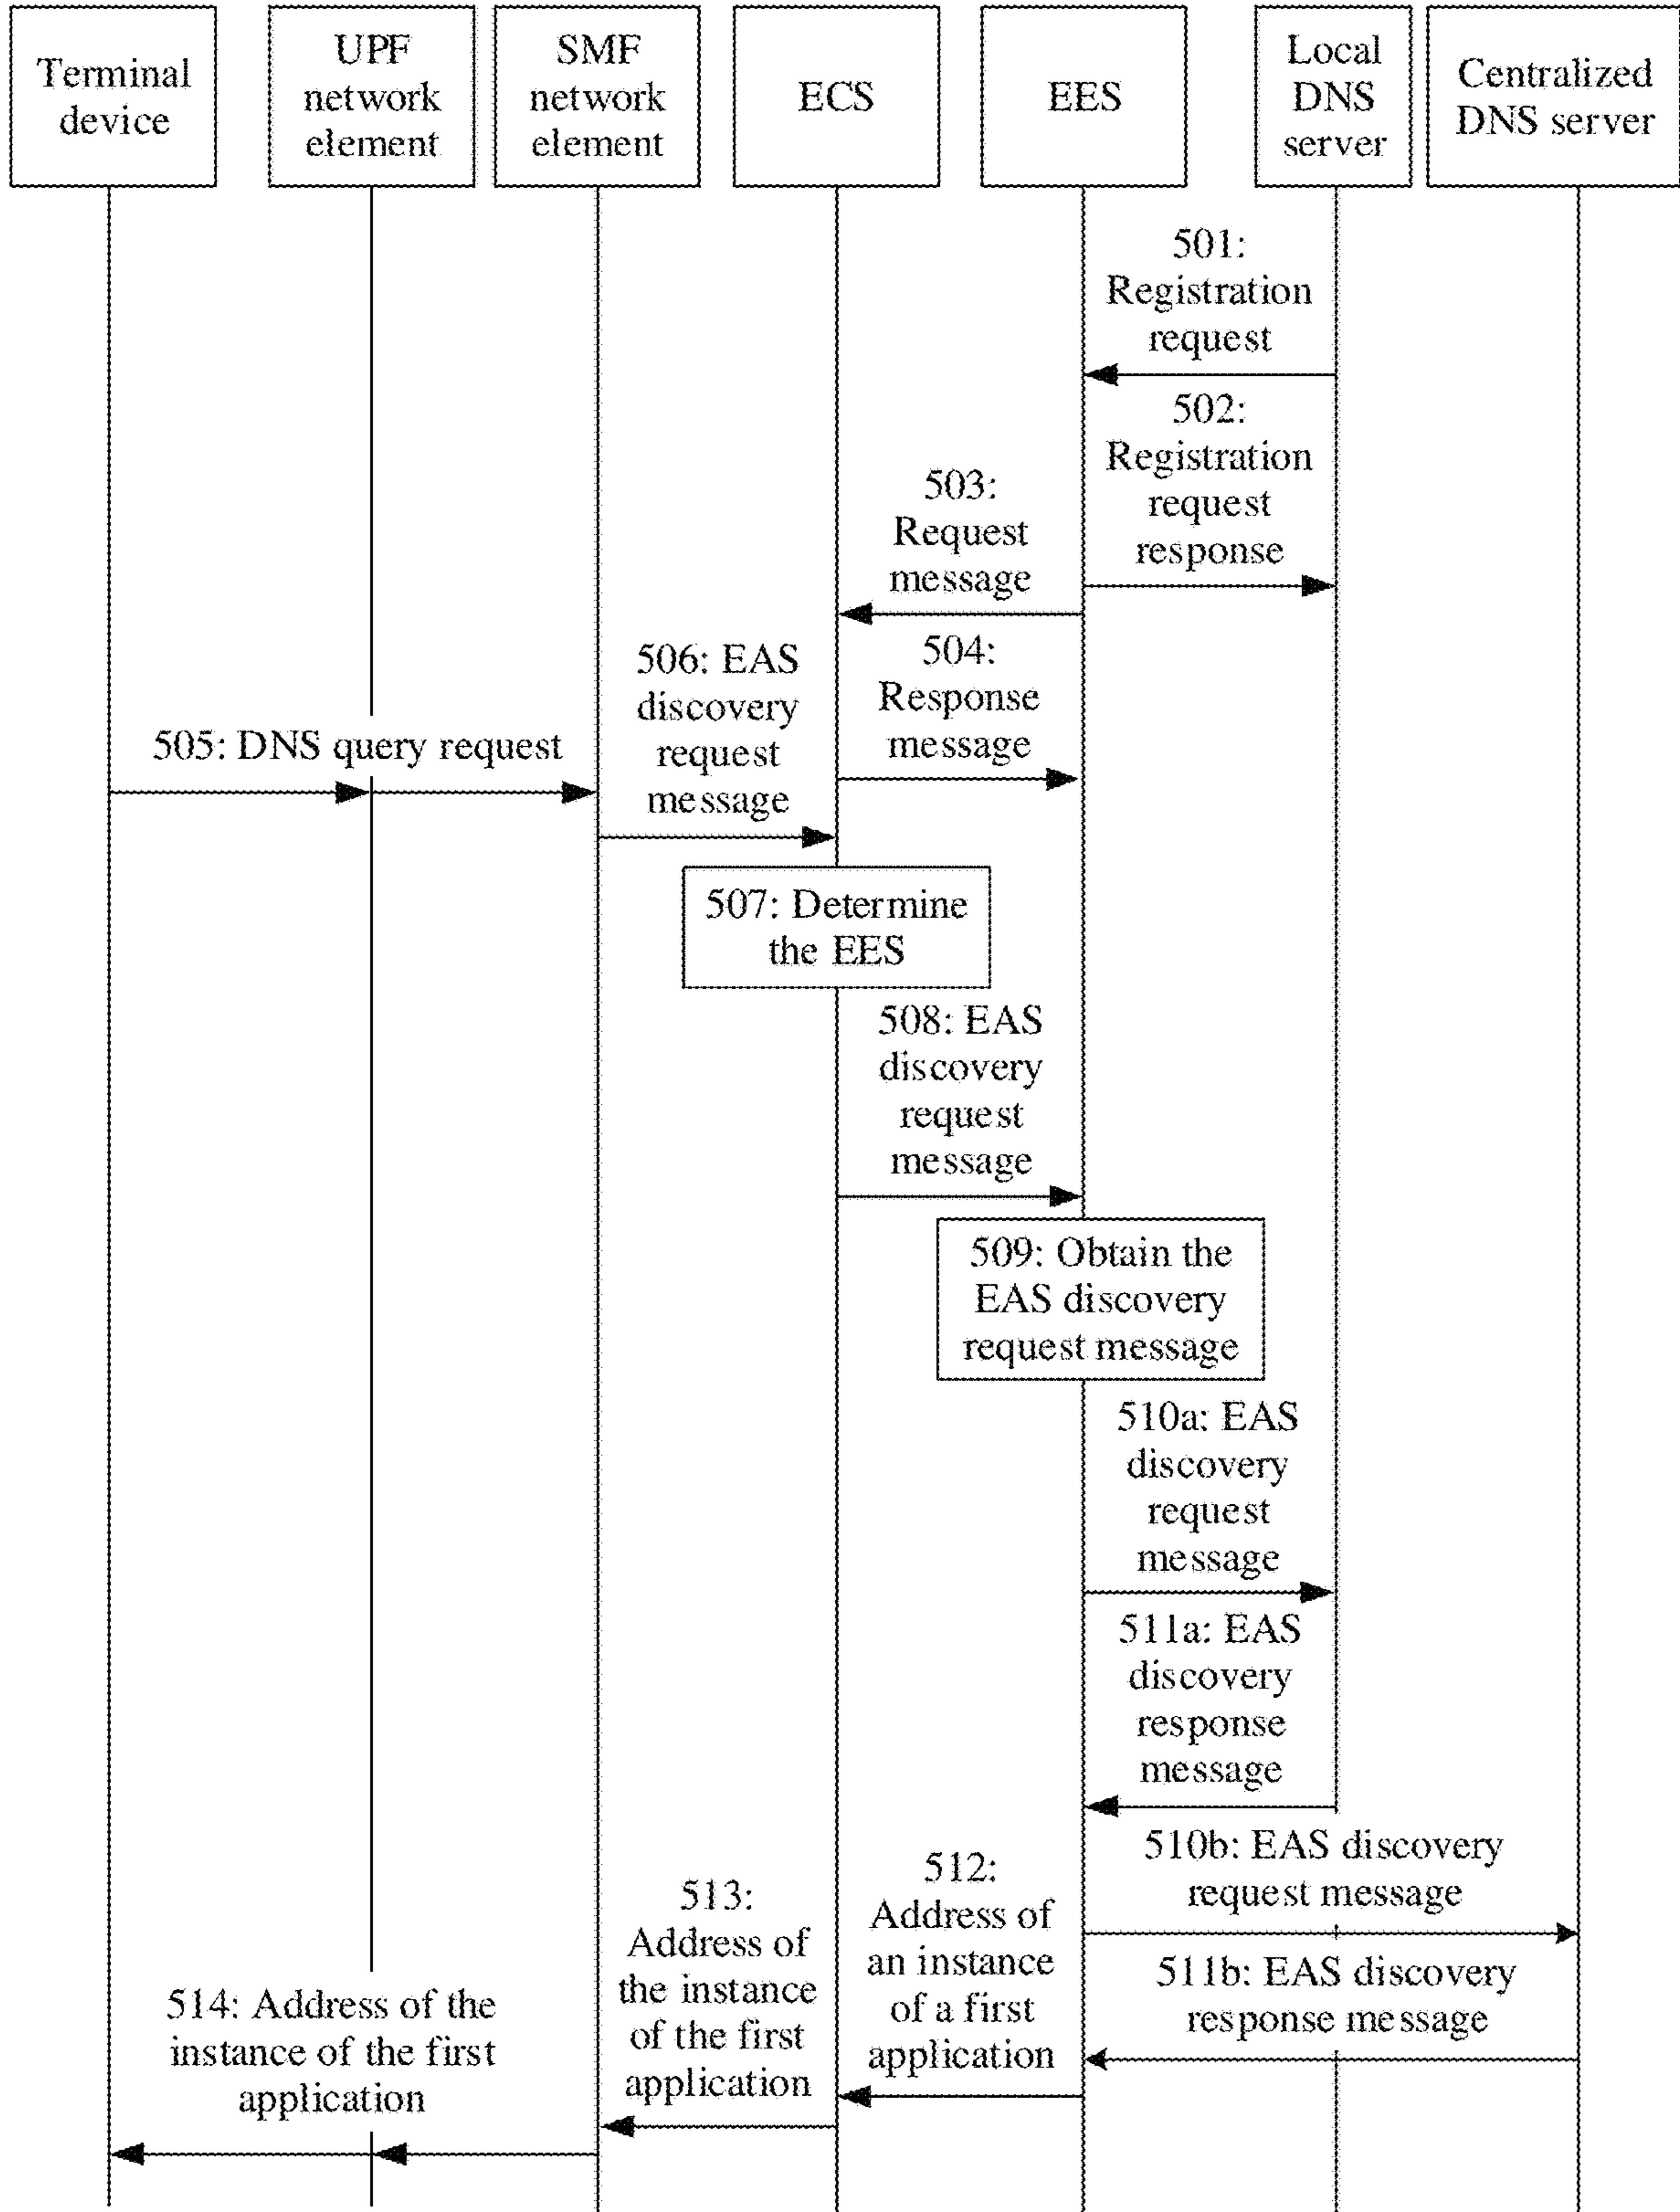 Terminal
device
UPF
network
element
SMF
network
element
ECS
EES
Local
DNS
server
Centralized
DNS server
501:
Registration
request
502:
Registration
request
response
503:
Request
message
504:
Response
message
505: DNS query request
506: EAS
discovery
request
message
507: Determine
the EES
508: EAS
discovery
request
message
509: Obtain the
EAS discovery
request message
510a: EAS
discovery
request
message
511a: EAS
discovery
response
message
510b: EAS discovery
request message
511b: EAS discovery
response message
512:
Address of
an instance
of a first
application
513:
Address of
the instance
of the first
application
514: Address of the
instance of the first
application